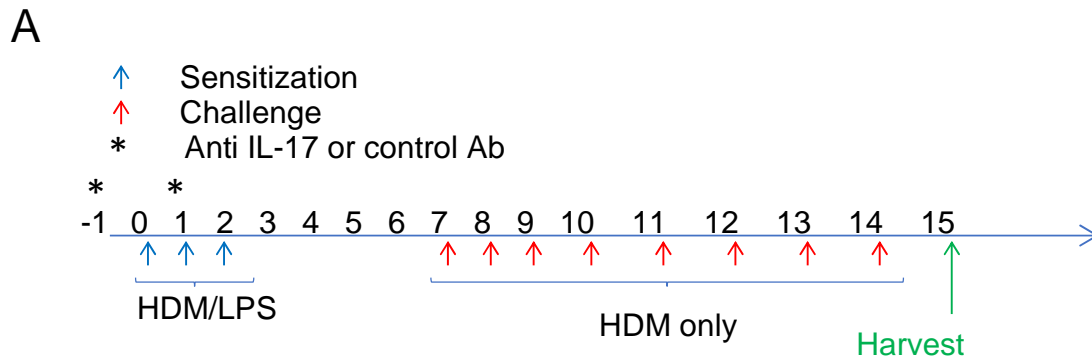 A
Sensitization
Challenge
* Anti IL-17 or control Ab
* *
-1 0 1 2 3 4 5 6 7 8 9 10 11 12 13 14 15
HDM/LPS
HDM only
Harvest